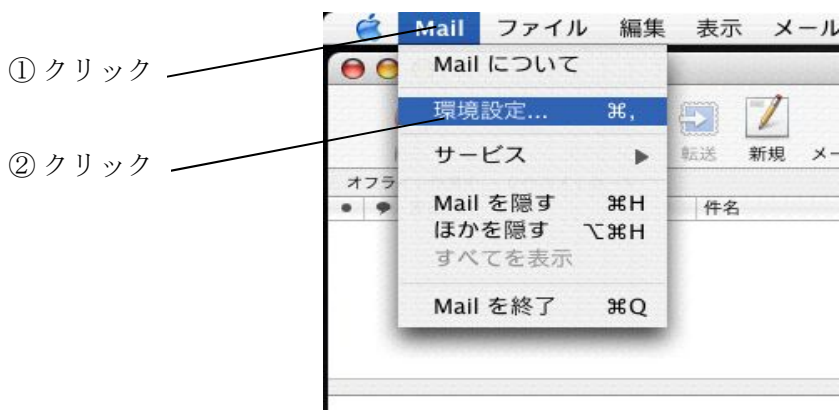 Mail ファイル 編集 表示 メール
① クリック
Mail について
環境設定... ⌘,
② クリック
サービス ▶
転送 新規 メー
オフラ
件名
Mail を隠す ⌘H
ほかを隠す ⌥⌘H
すべてを表示
Mail を終了 ⌘Q